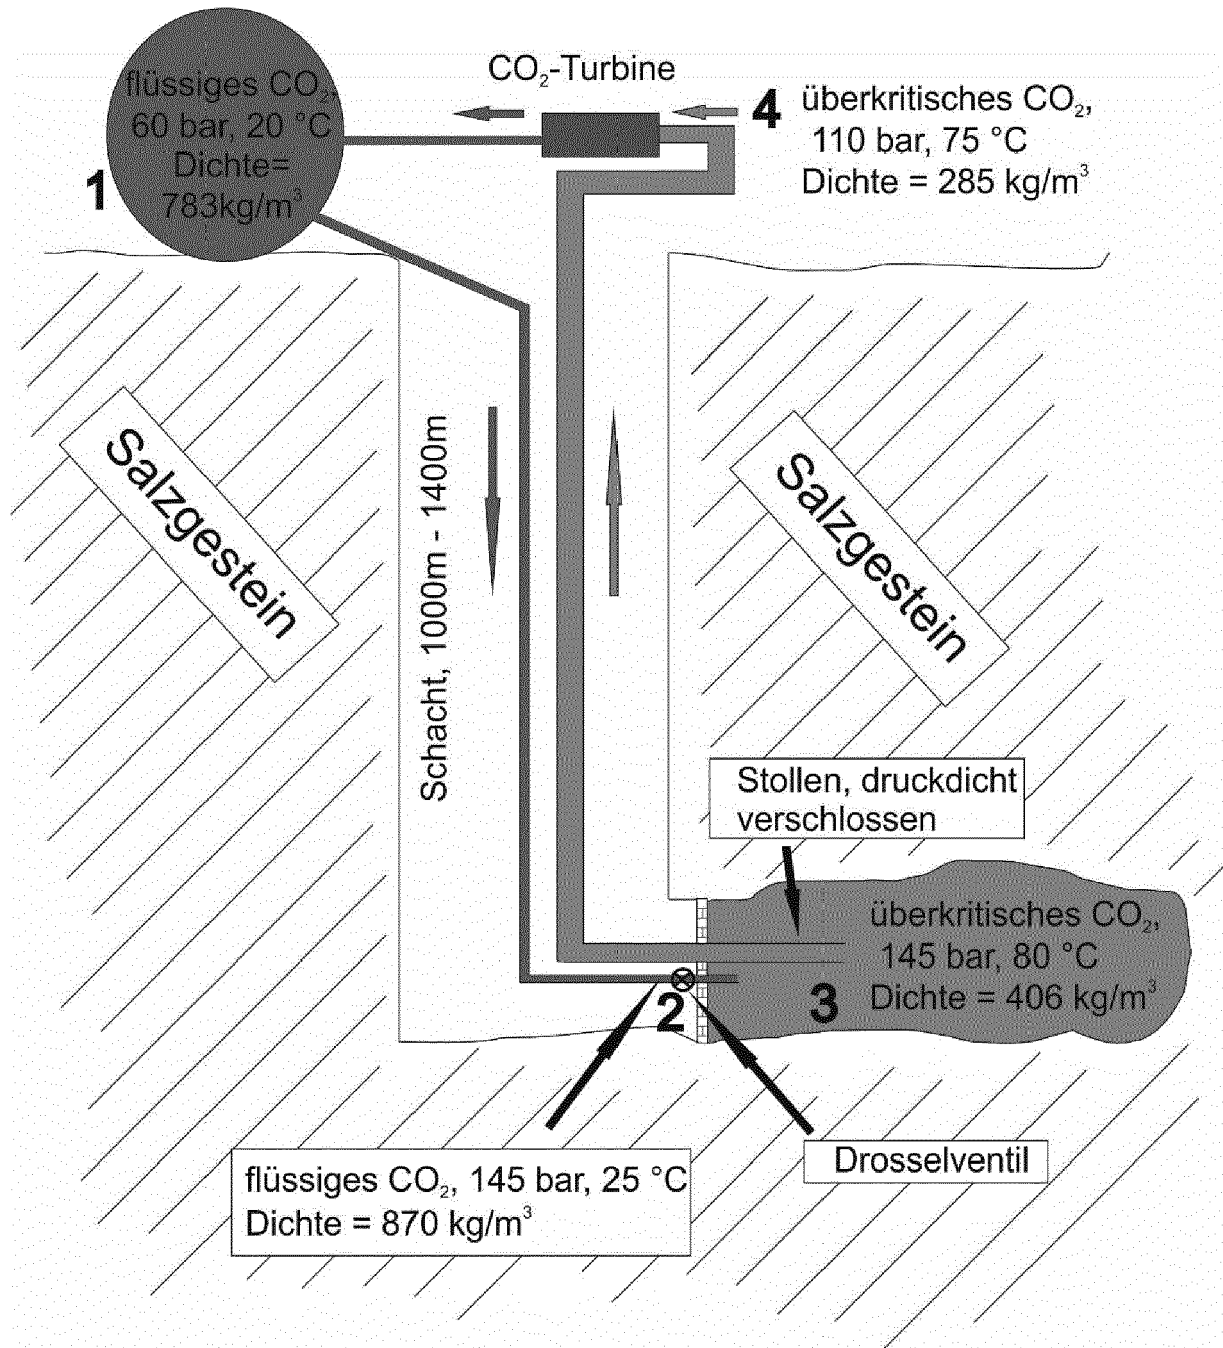 CO₂-Turbine
flüssiges CO₂,
60 bar, 20 °C
Dichte=
783kg/m³
1
4
überkritisches CO₂,
110 bar, 75 °C
Dichte = 285 kg/m³
Salzgestein
Schacht, 1000m - 1400m
Salzgestein
Stollen, druckdicht
verschlossen
überkritisches CO₂,
145 bar, 80 °C
Dichte = 406 kg/m³
3
2
Drosselventil
flüssiges CO₂, 145 bar, 25 °C
Dichte = 870 kg/m³